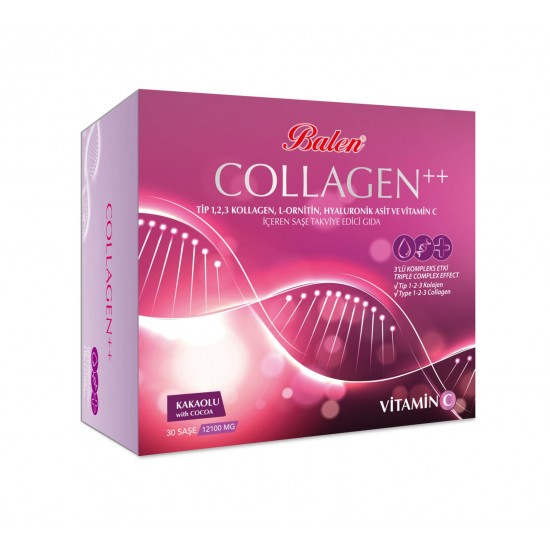 Balen
COLLAGEN++
TİP 1,2,3 KOLLAGEN, L-ORNİTİN, HYALURONİK ASİT VE VİTAMİN C
İÇEREN SAŞE TAKVİYE EDİCİ GIDA
3'LÜ KOMPLEKS ETKİ
TRIPLE COMPLEX EFFECT
√ Tip 1-2-3 Kolajen
√ Type 1-2-3 Collagen
KAKAOLU
with COCOA
30 SAŞE 12100 MG
VİTAMİN C
COLLAGEN++